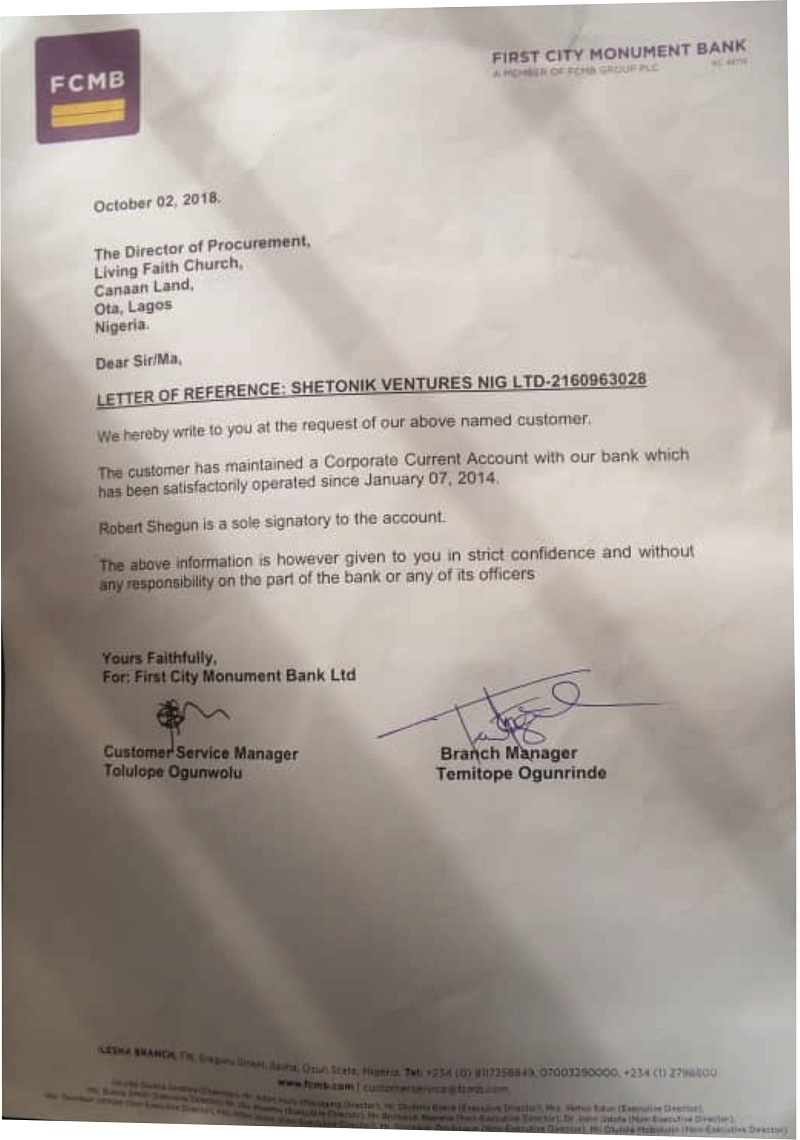 FCMB
FIRST CITY MONUMENT BANK
A MEMBER OF FCMB GROUP PLC
October 02, 2018.
The Director of Procurement,
Living Faith Church,
Canaan Land,
Ota, Lagos
Nigeria.
Dear Sir/Ma,
LETTER OF REFERENCE: SHETONIK VENTURES NIG LTD-2160963028
We hereby write to you at the request of our above named customer.
The customer has maintained a Corporate Current Account with our bank which
has been satisfactorily operated since January 07, 2014.
Robert Shegun is a sole signatory to the account.
The above information is however given to you in strict confidence and without
any responsibility on the part of the bank or any of its officers
Yours Faithfully,
For: First City Monument Bank Ltd
Customer Service Manager
Tolulope Ogunwolu
Branch Manager
Temitope Ogunrinde
ILESHA BRANCH, Street, Ilesha, Osun State, Nigeria. Tel: 07003290000, +234 (1) 2798800
www.fcmb.com | customerservice@fcmb.com